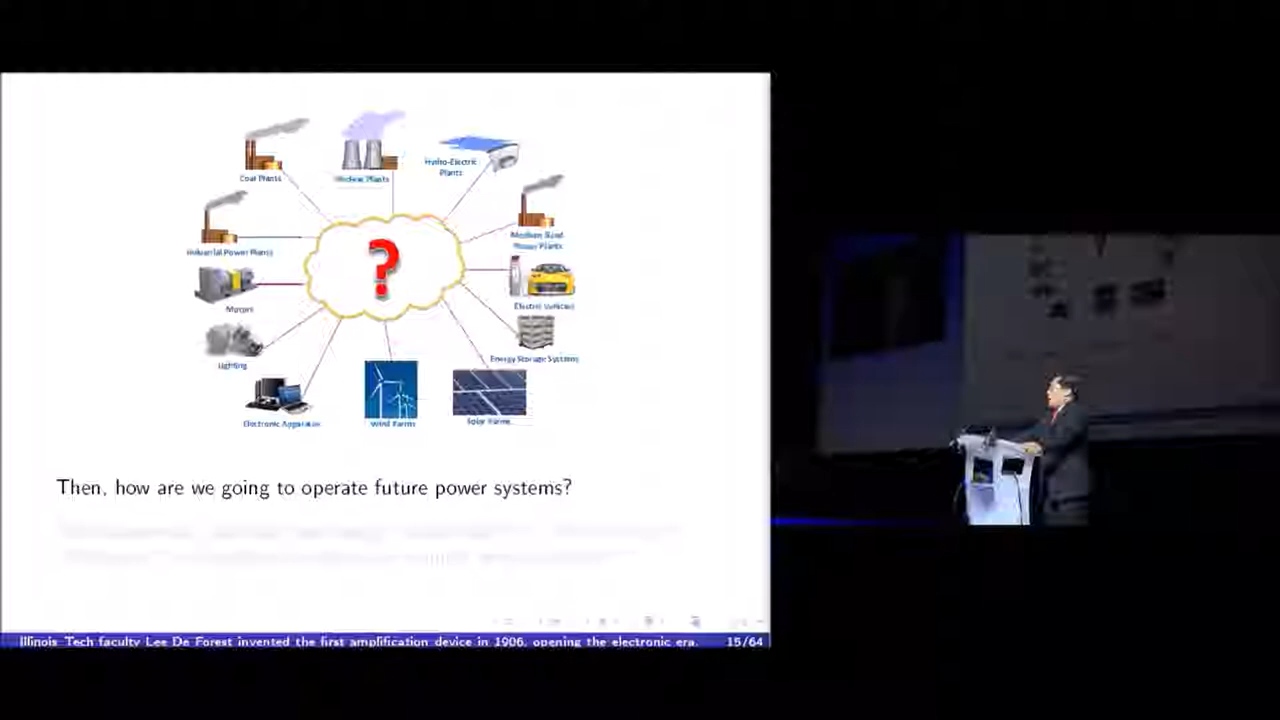 Coal Plants
Nuclear Plants
Hydro-Electric
Plants
Industrial Power Plants
Medium Sized
Power Plants
Motors
Electric Vehicles
Lighting
Energy Storage Systems
Electronic Apparatus
Wind Farms
Solar Farms
Then, how are we going to operate future power systems?
Illinois Tech faculty Lee De Forest invented the first amplification device in 1906, opening the electronic era.
15/64
?